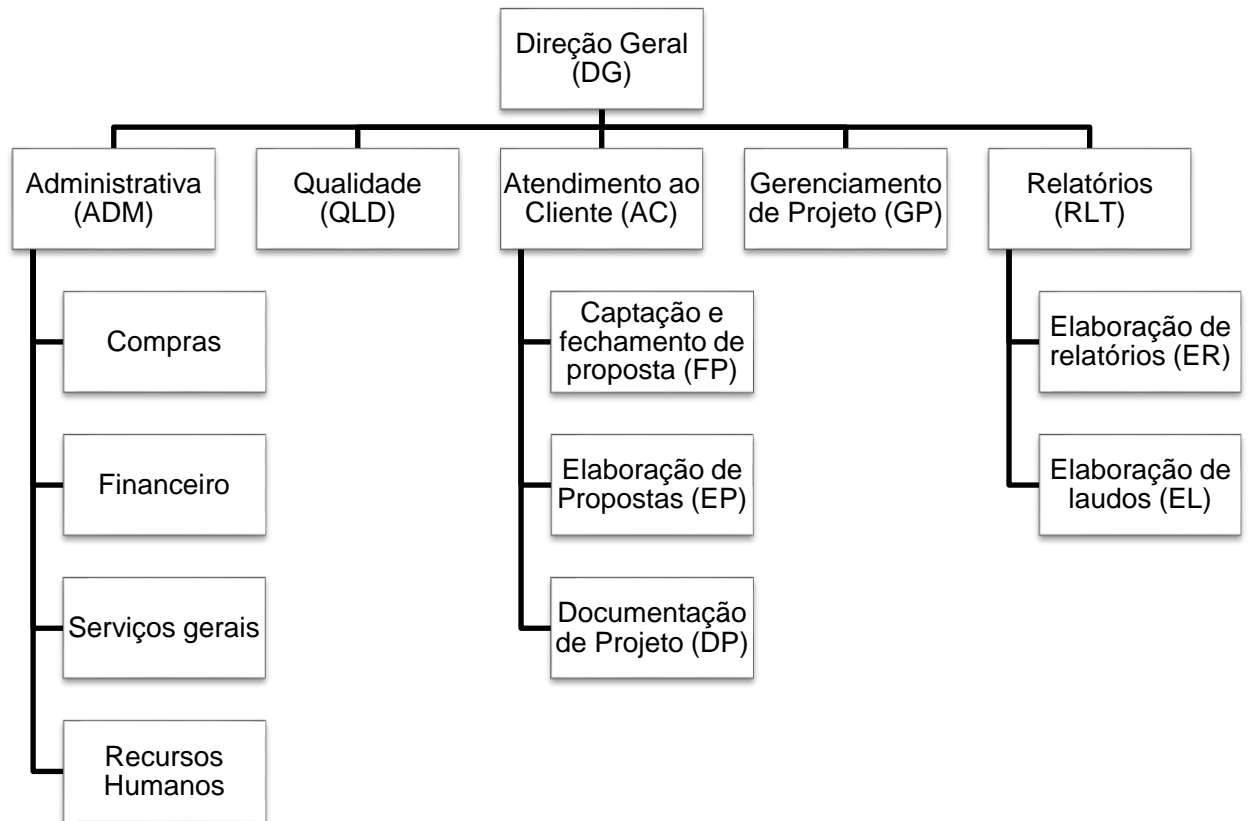 Direção Geral
(DG)
Administrativa
(ADM)
Qualidade
(QLD)
Atendimento ao
Cliente (AC)
Gerenciamento
de Projeto (GP)
Relatórios
(RLT)
Compras
Financeiro
Serviços gerais
Recursos
Humanos
Captação e
fechamento de
proposta (FP)
Elaboração de
Propostas (EP)
Documentação
de Projeto (DP)
Elaboração de
relatórios (ER)
Elaboração de
laudos (EL)